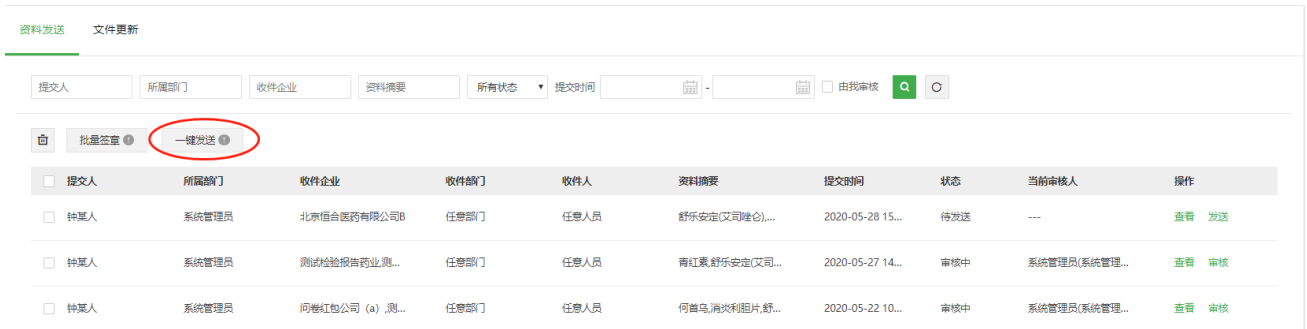 资料发送 文件更新
提交人 所属部门 收件企业 资料摘要 所有状态 提交时间 - 由我审核
批量签章 一键发送
提交人 所属部门 收件企业 收件部门 收件人 资料摘要 提交时间 状态 当前审核人 操作
钟某人 系统管理员 北京恒合医药有限公司B 任意部门 任意人员 舒乐安定(艾司唑仑),... 2020-05-28 15... 待发送 --- 查看 发送
钟某人 系统管理员 测试检验报告药业,测... 任意部门 任意人员 青红素,舒乐安定(艾司... 2020-05-27 14... 审核中 系统管理员(系统管理... 查看 审核
钟某人 系统管理员 问卷红包公司（a）,测... 任意部门 任意人员 何首乌,消炎利胆片,舒... 2020-05-22 10... 审核中 系统管理员(系统管理... 查看 审核